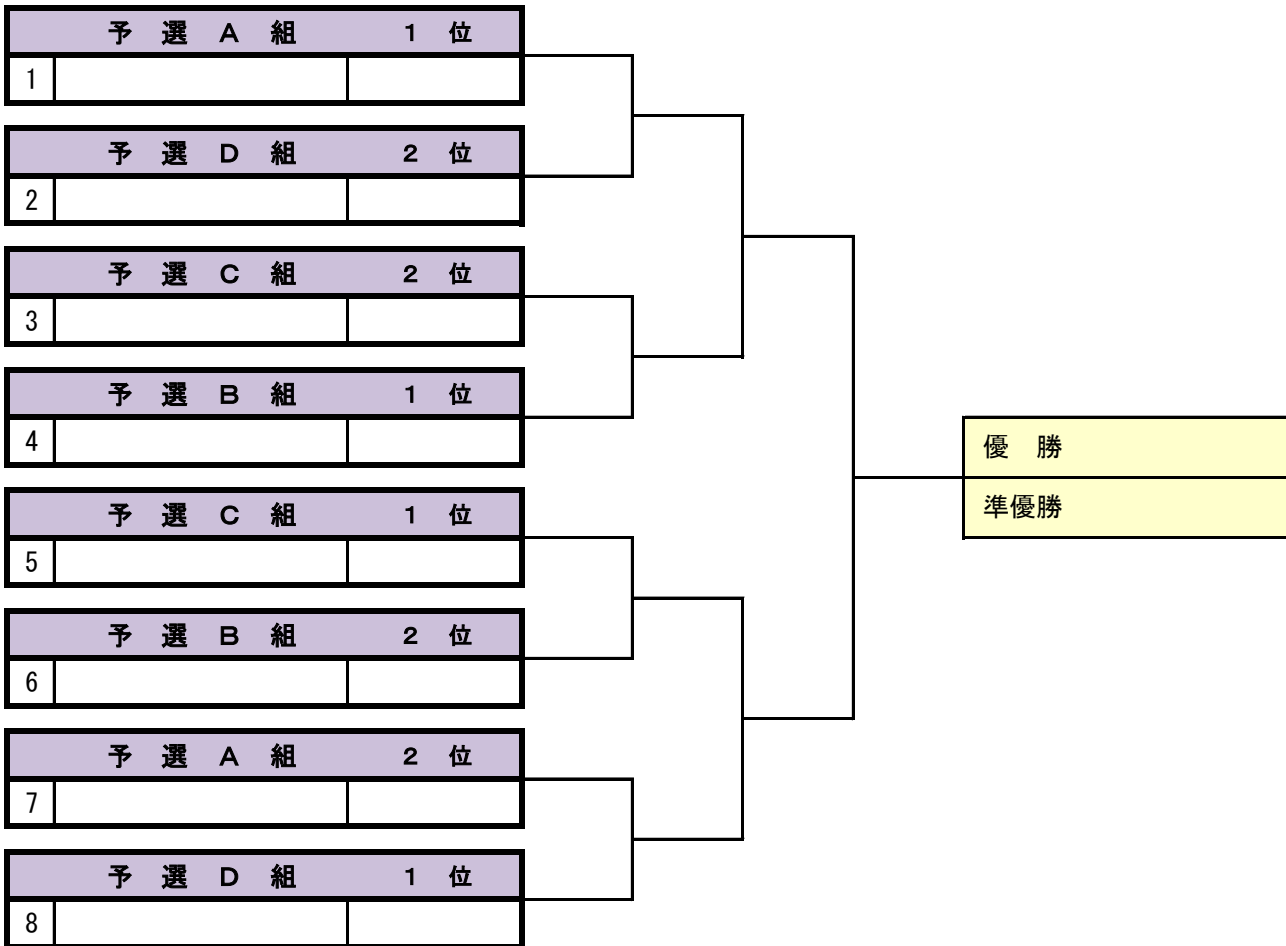 予 選 A 組 1 位
1
予 選 D 組 2 位
2
予 選 C 組 2 位
3
予 選 B 組 1 位
4
優 勝
準優勝
予 選 C 組 1 位
5
予 選 B 組 2 位
6
予 選 A 組 2 位
7
予 選 D 組 1 位
8